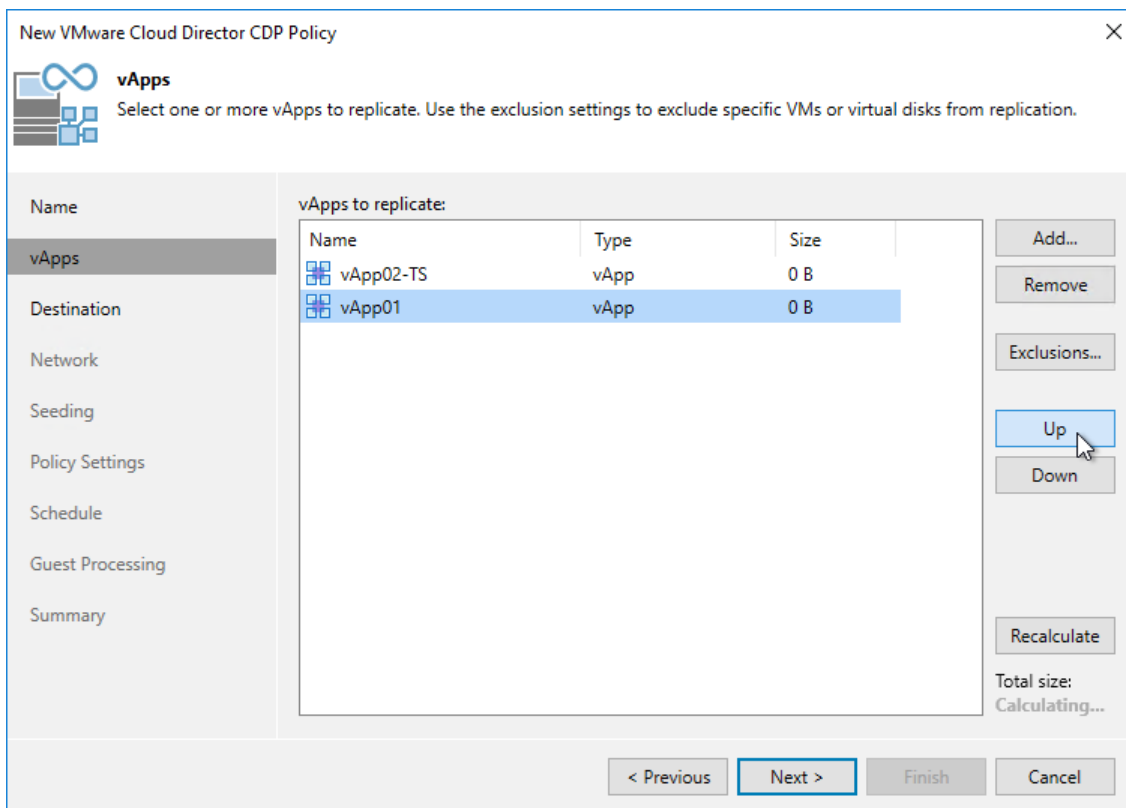 New VMware Cloud Director CDP Policy
vApps
Select one or more vApps to replicate. Use the exclusion settings to exclude specific VMs or virtual disks from replication.
Name
vApps
Destination
Network
Seeding
Policy Settings
Schedule
Guest Processing
Summary
vApps to replicate:
Name Type Size
vApp02-TS vApp 0 B
vApp01 vApp 0 B
Add...
Remove
Exclusions...
Up
Down
Recalculate
Total size:
Calculating...
< Previous Next > Finish Cancel